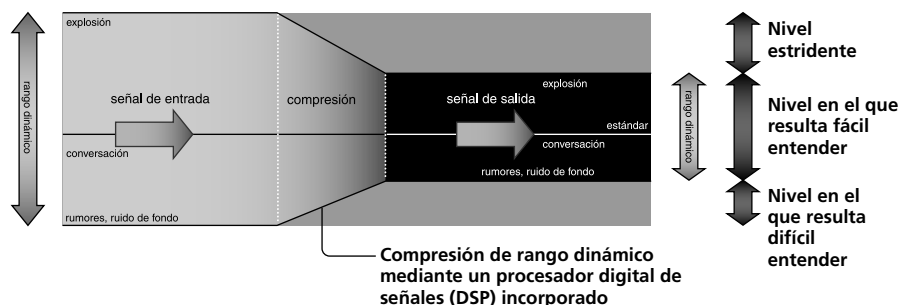 explosión
rango dinámico
señal de entrada
compresión
conversación
rumores, ruido de fondo
explosión
señal de salida
estándar
conversación
rumores, ruido de fondo
rango dinámico
Nivel
estridente
Nivel en el que
resulta fácil
entender
Nivel en el
que resulta
difícil
entender
Compresión de rango dinámico
mediante un procesador digital de
señales (DSP) incorporado